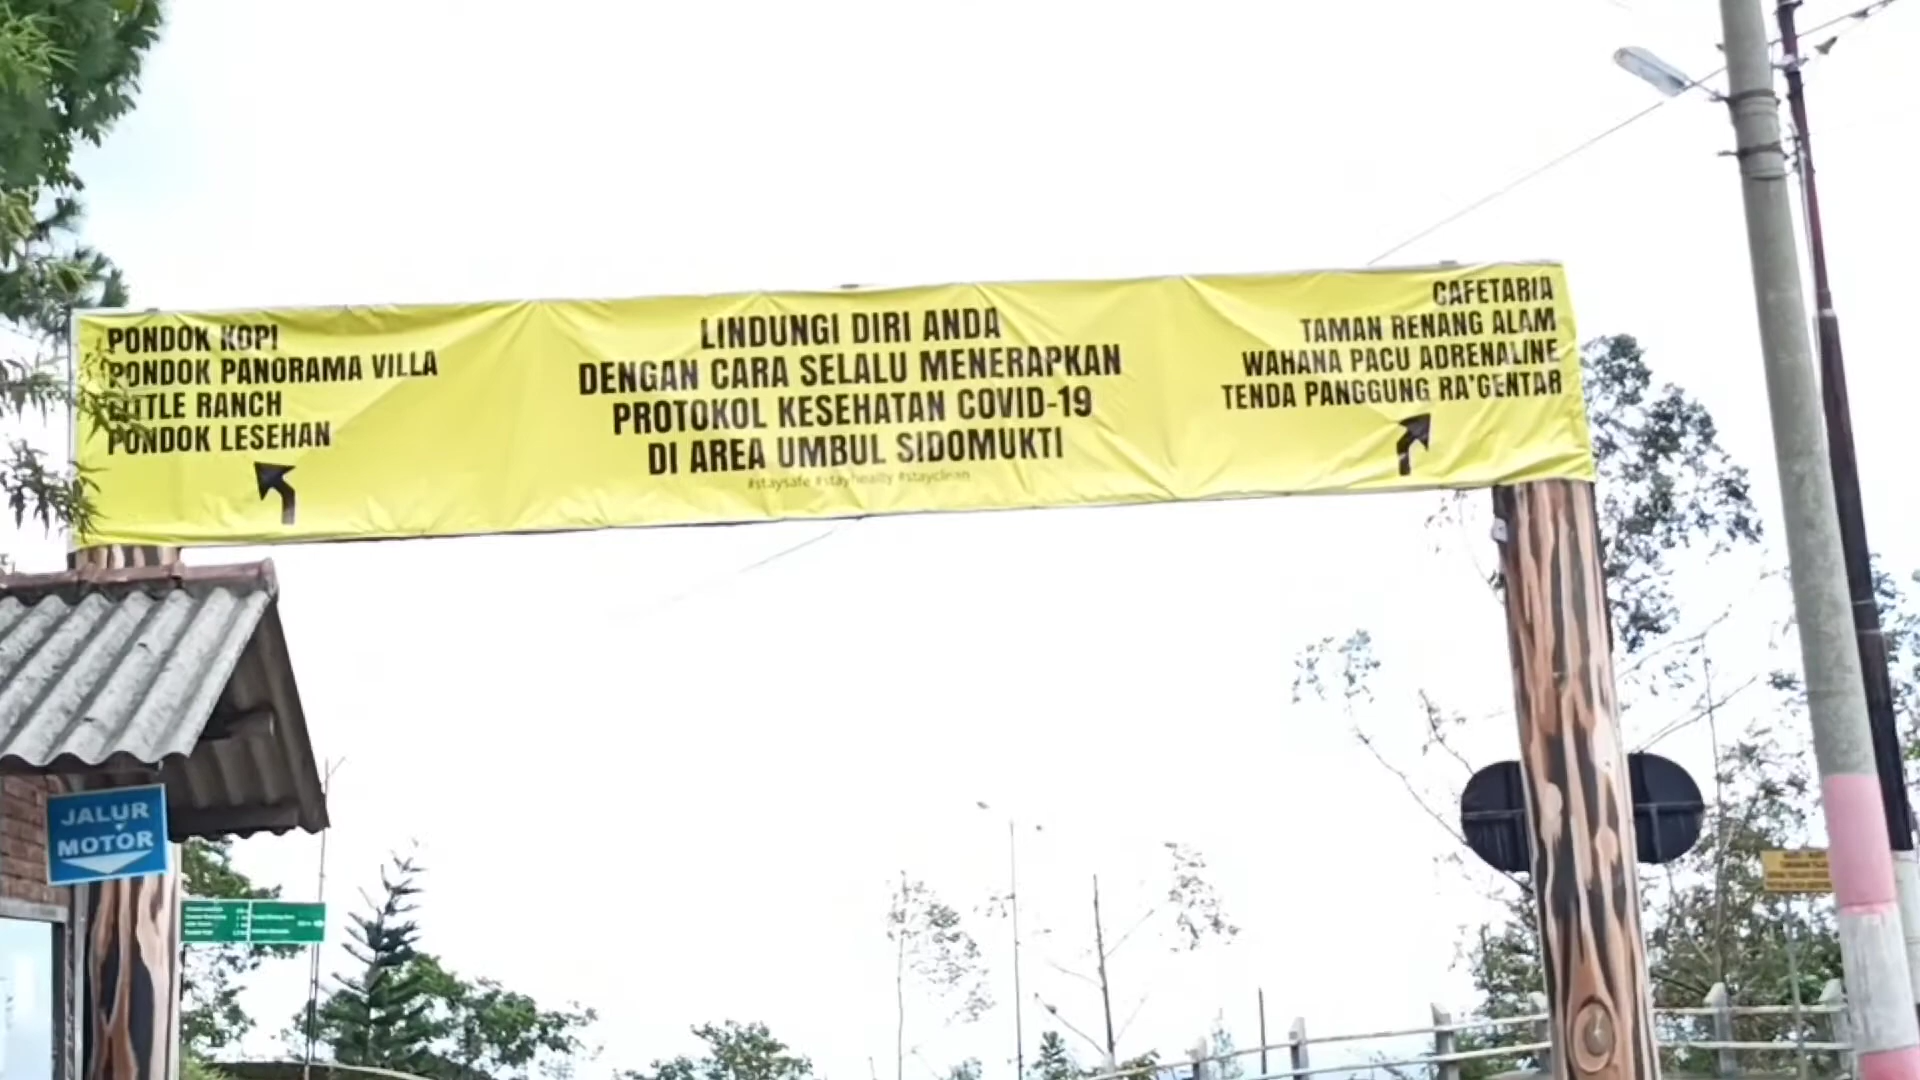 PONDOK KOPI
PONDOK PANORAMA VILLA
LITTLE RANCH
PONDOK LESEHAN
LINDUNGI DIRI ANDA
DENGAN CARA SELALU MENERAPKAN
PROTOKOL KESEHATAN COVID-19
DI AREA UMBUL SIDOMUKTI
#staysafe #stayhealty #stayclean
CAFETARIA
TAMAN RENANG ALAM
WAHANA PACU ADRENALINE
TENDA PANGGUNG RA'GENTAR
JALUR
MOTOR